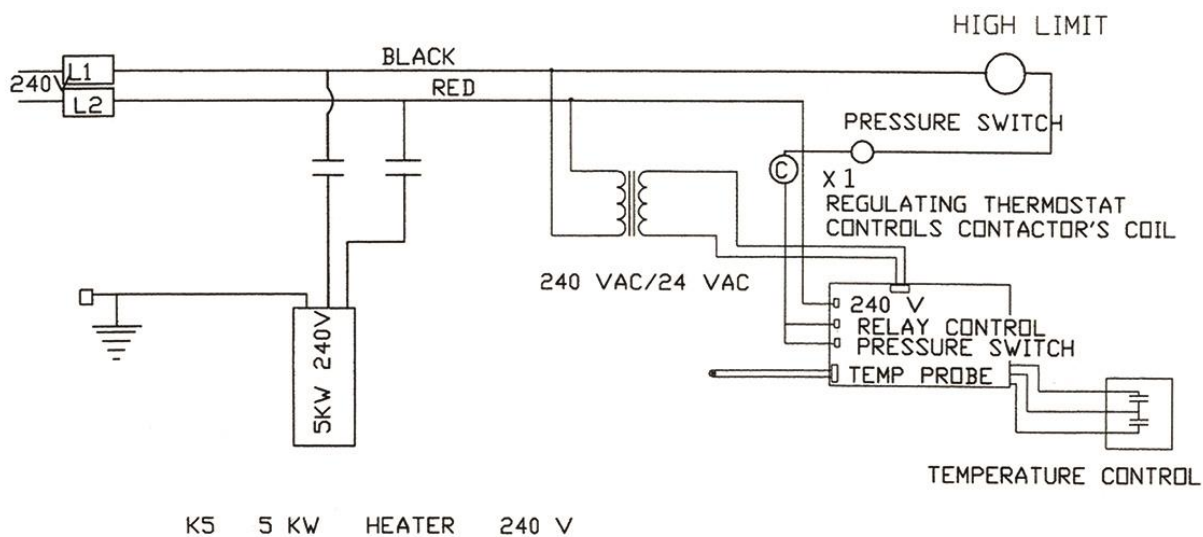 HIGH LIMIT
BLACK
L1
240V
RED
L2
PRESSURE SWITCH
C
X1
REGULATING THERMOSTAT
CONTROLS CONTACTOR'S COIL
240 VAC/24 VAC
240 V
RELAY CONTROL
PRESSURE SWITCH
TEMP PROBE
5KW 240V
TEMPERATURE CONTROL
K5 5 KW HEATER 240 V